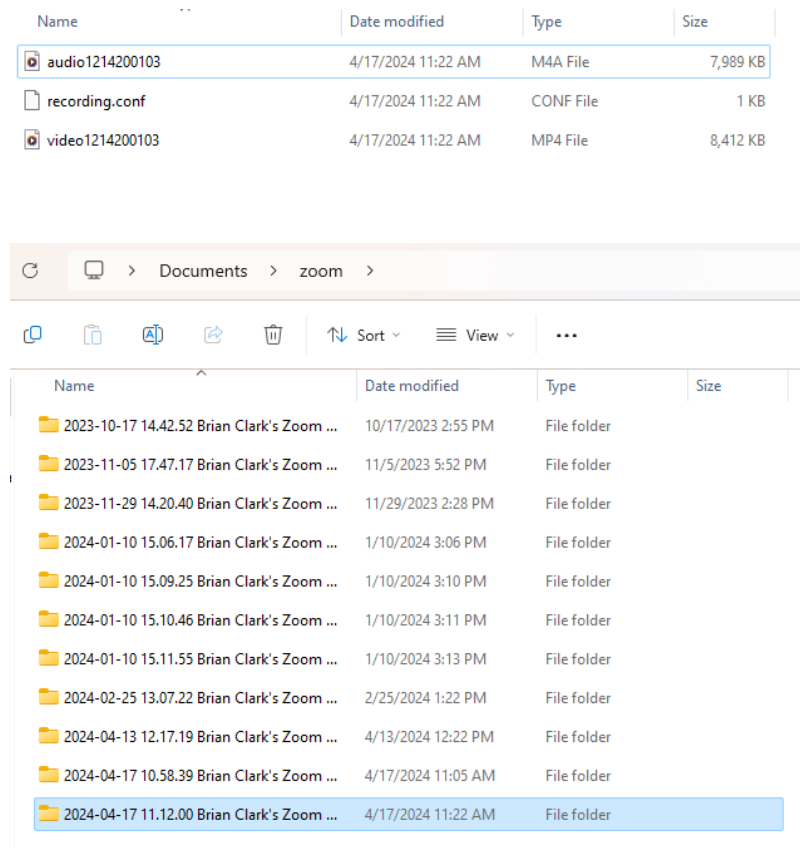 Name Date modified Type Size
audio1214200103 4/17/2024 11:22 AM M4A File 7,989 KB
recording.conf 4/17/2024 11:22 AM CONF File 1 KB
video1214200103 4/17/2024 11:22 AM MP4 File 8,412 KB
Documents zoom
Sort View
Name Date modified Type Size
2023-10-17 14.42.52 Brian Clark's Zoom ... 10/17/2023 2:55 PM File folder
2023-11-05 17.47.17 Brian Clark's Zoom ... 11/5/2023 5:52 PM File folder
2023-11-29 14.20.40 Brian Clark's Zoom ... 11/29/2023 2:28 PM File folder
2024-01-10 15.06.17 Brian Clark's Zoom ... 1/10/2024 3:06 PM File folder
2024-01-10 15.09.25 Brian Clark's Zoom ... 1/10/2024 3:10 PM File folder
2024-01-10 15.10.46 Brian Clark's Zoom ... 1/10/2024 3:11 PM File folder
2024-01-10 15.11.55 Brian Clark's Zoom ... 1/10/2024 3:13 PM File folder
2024-02-25 13.07.22 Brian Clark's Zoom ... 2/25/2024 1:22 PM File folder
2024-04-13 12.17.19 Brian Clark's Zoom ... 4/13/2024 12:22 PM File folder
2024-04-17 10.58.39 Brian Clark's Zoom ... 4/17/2024 11:05 AM File folder
2024-04-17 11.12.00 Brian Clark's Zoom ... 4/17/2024 11:22 AM File folder